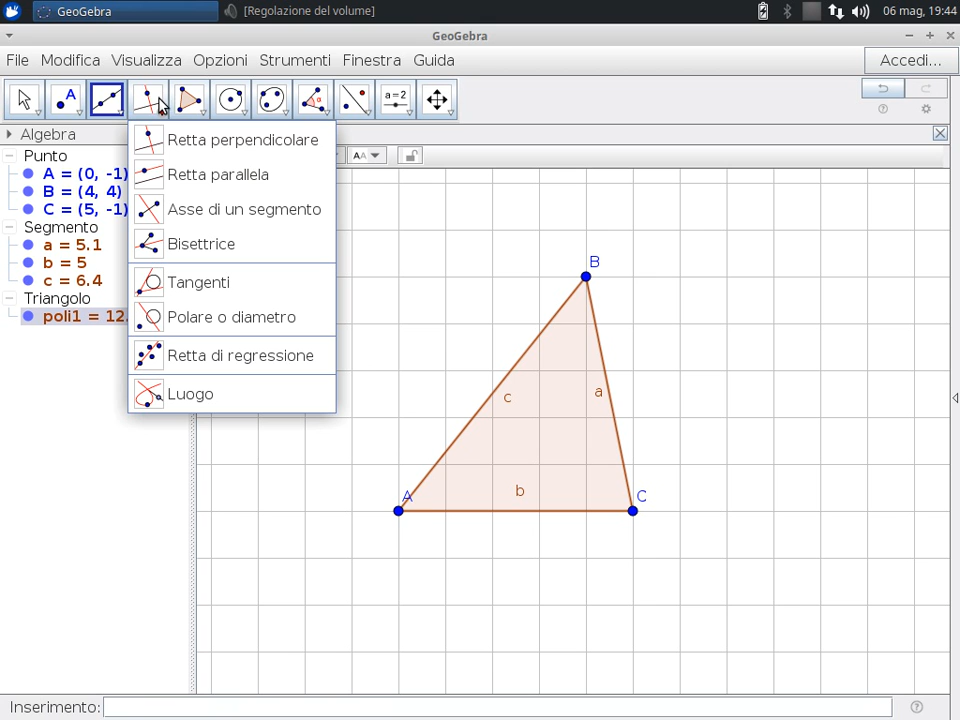 GeoGebra
[Regolazione del volume]
06 mag, 19:44
GeoGebra
File Modifica Visualizza Opzioni Strumenti Finestra Guida
Accedi...
A
α
a=2
Algebra
AA
Punto
A = (0, -1)
B = (4, 4)
C = (5, -1)
Segmento
a = 5.1
b = 5
c = 6.4
Triangolo
poli1 = 12.
Retta perpendicolare
Retta parallela
Asse di un segmento
Bisettrice
Tangenti
Polare o diametro
Retta di regressione
Luogo
B
c
a
b
A
C
Inserimento: